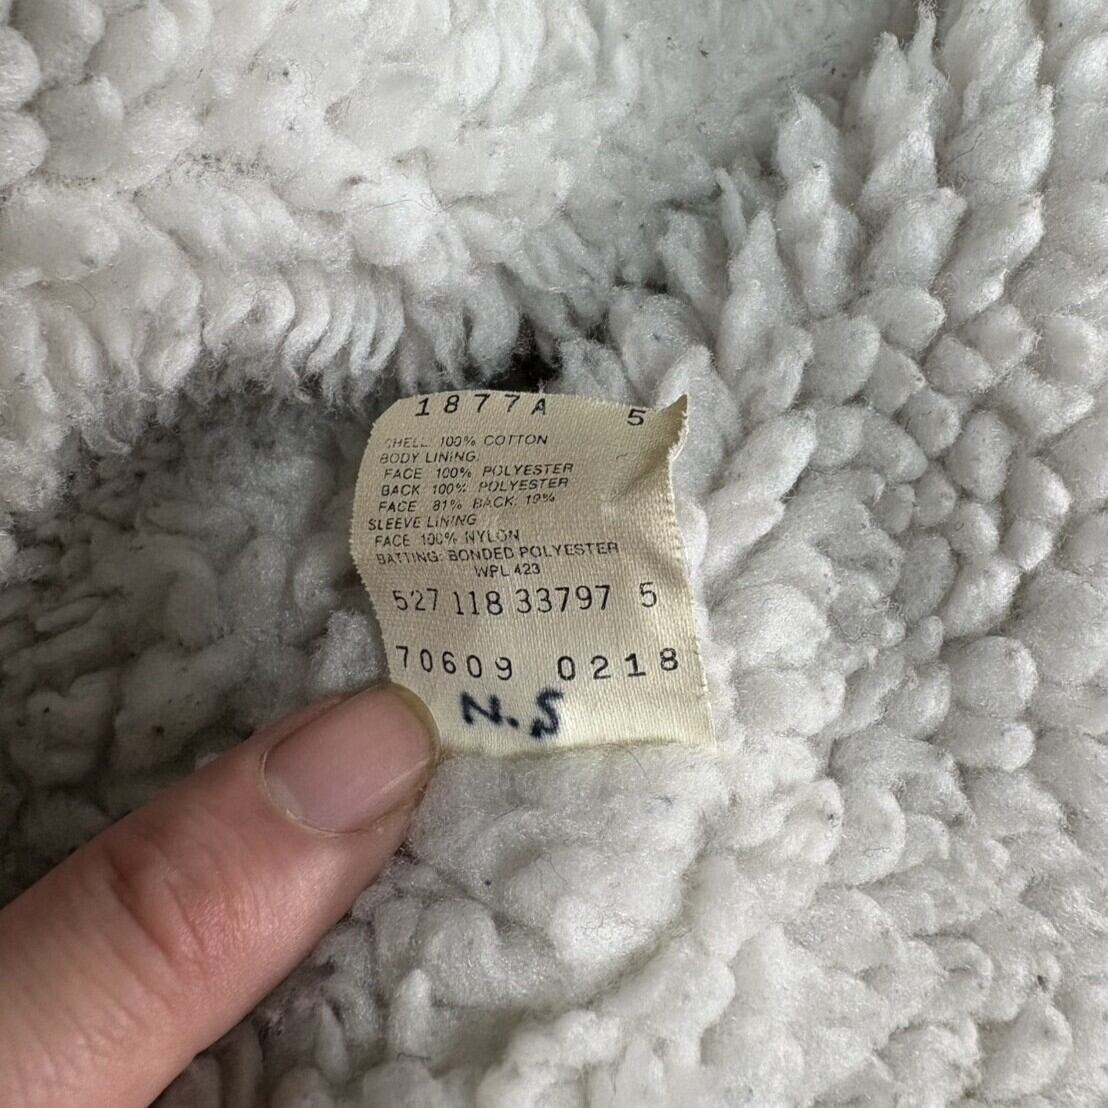 1877A 5
SHELL: 100% COTTON
BODY LINING:
FACE 100% POLYESTER
BACK 100% POLYESTER
FACE 81% BACK: 19%
SLEEVE LINING
FACE 100% NYLON
BATTING: BONDED POLYESTER
WPL 423
527 118 33797 5
70609 0218
N.S